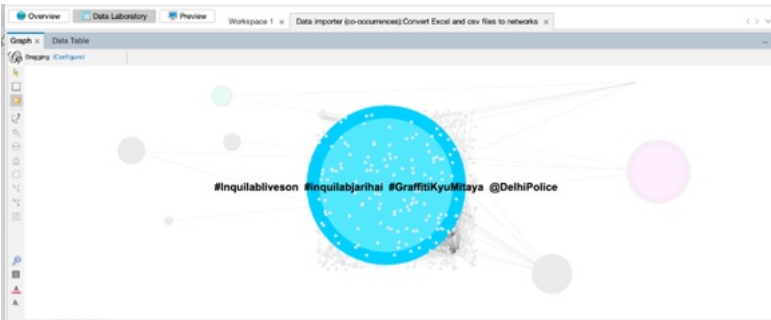 Overview Data Laboratory Preview Workspace 1 × Data importer (co-occurrences):Convert Excel and csv files to networks ×
Graph × Data Table
Dragging (Configure)
#Inquilabliveson #inquilabjarihai #GraffitiKyuMitaya @DelhiPolice
A
A